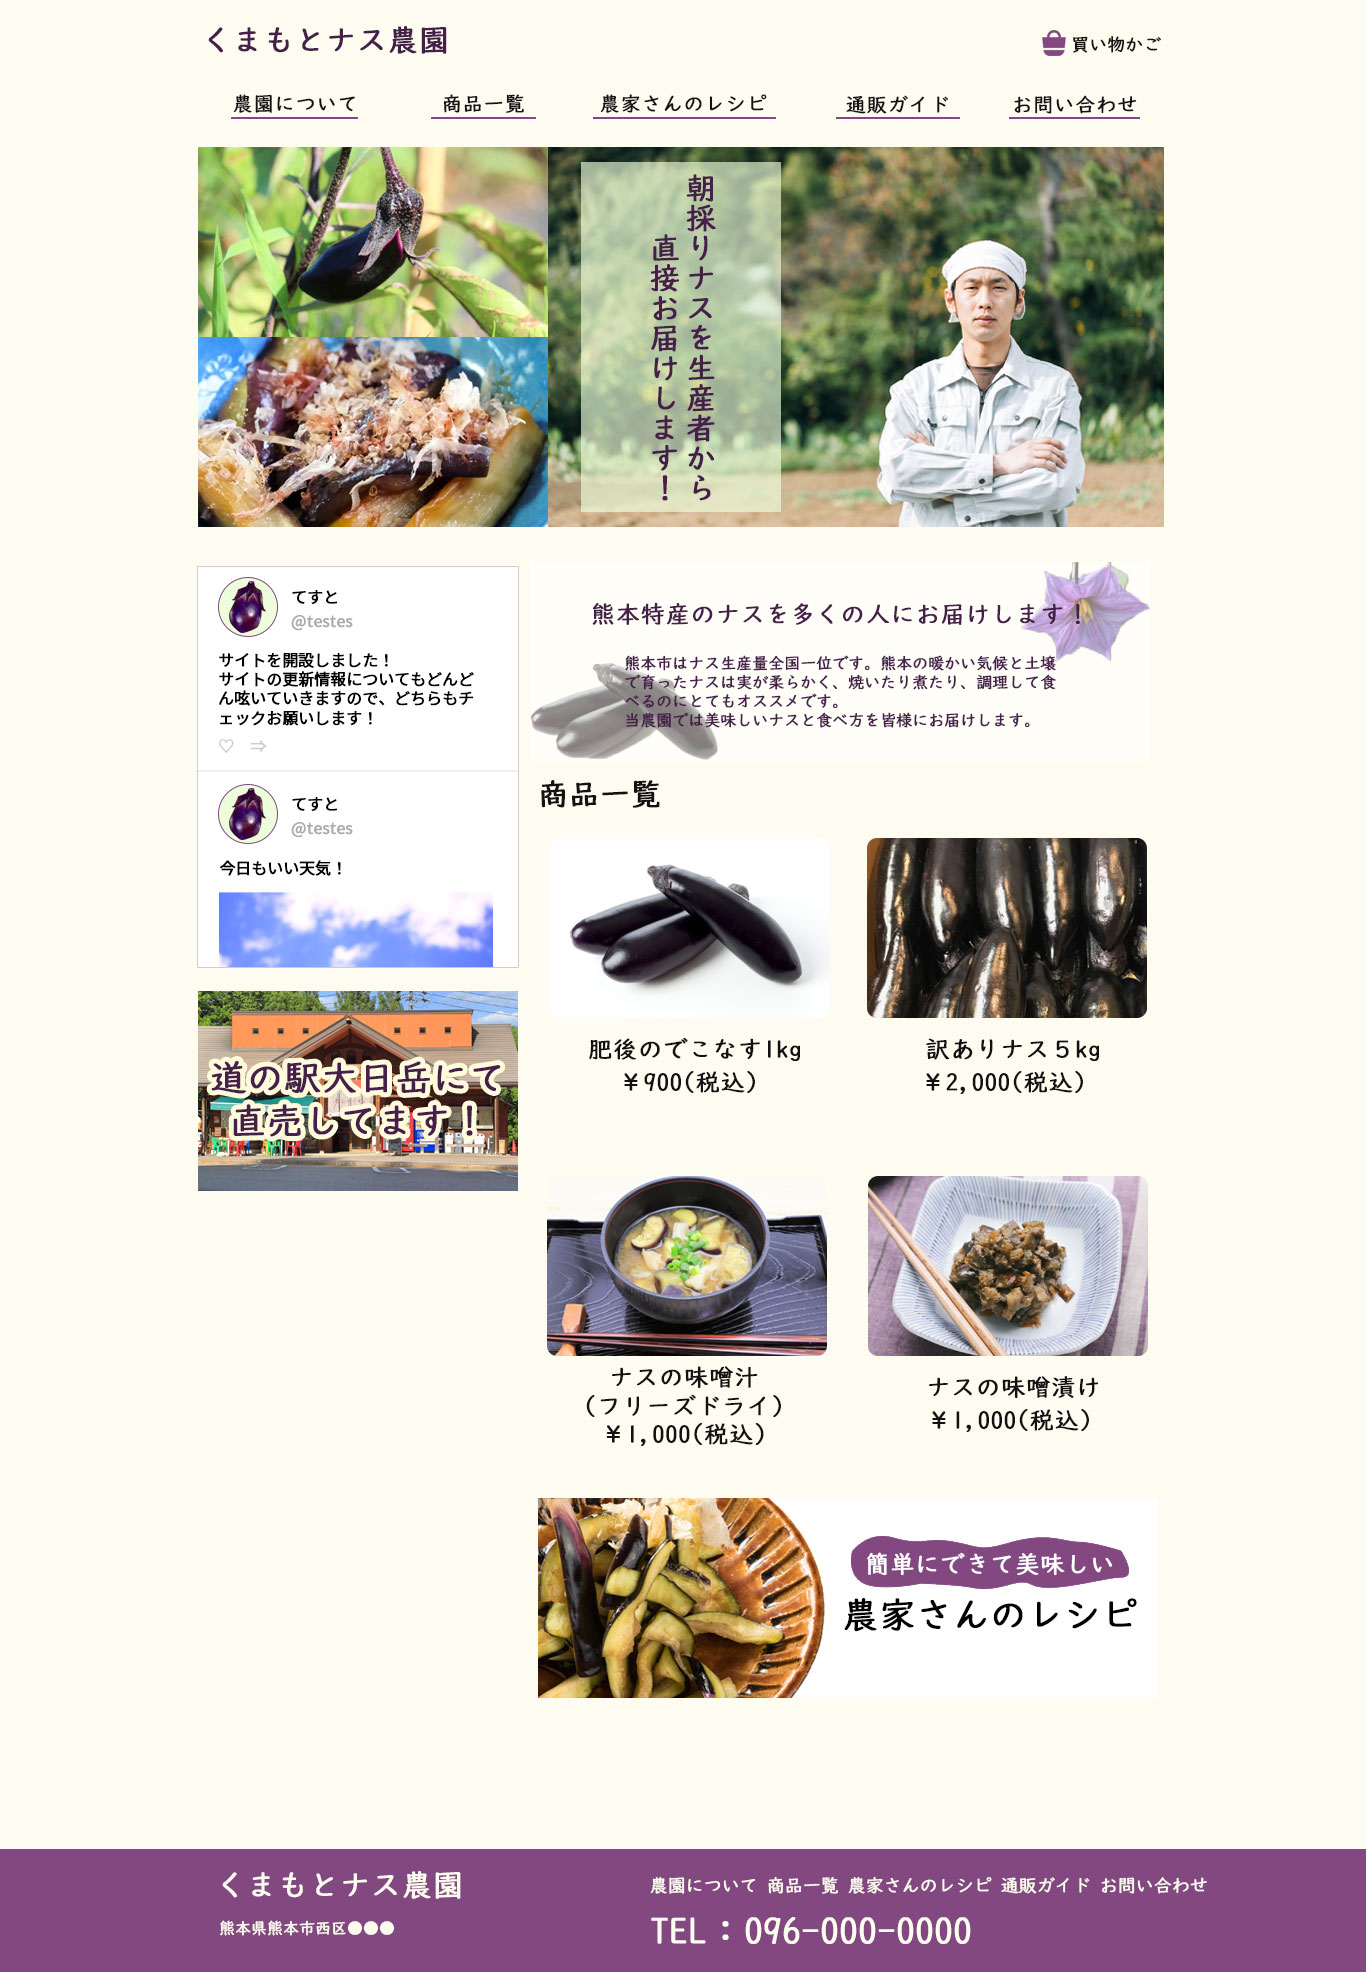 くまもとナス農園
買い物かご
農園について
商品一覧
農家さんのレシピ
通販ガイド
お問い合わせ
朝採りナスを生産者から
直接お届けします！
てすと
@testes
サイトを開設しました！
サイトの更新情報についてもどんど
ん呟いていきますので、どちらもチ
ェックお願いします！
てすと
@testes
今日もいい天気！
道の駅大日岳にて
直売してます！
熊本特産のナスを多くの人にお届けします！
熊本市はナス生産量全国一位です。熊本の暖かい気候と土壌
で育ったナスは実が柔らかく、焼いたり煮たり、調理して食
べるのにとてもオススメです。
当農園では美味しいナスと食べ方を皆様にお届けします。
商品一覧
肥後のでこなす1kg
￥900(税込)
訳ありナス５kg
￥2,000(税込)
ナスの味噌汁
(フリーズドライ)
￥1,000(税込)
ナスの味噌漬け
￥1,000(税込)
簡単にできて美味しい
農家さんのレシピ
くまもとナス農園
熊本県熊本市西区●●●
農園について 商品一覧 農家さんのレシピ 通販ガイド お問い合わせ
TEL：096-000-0000